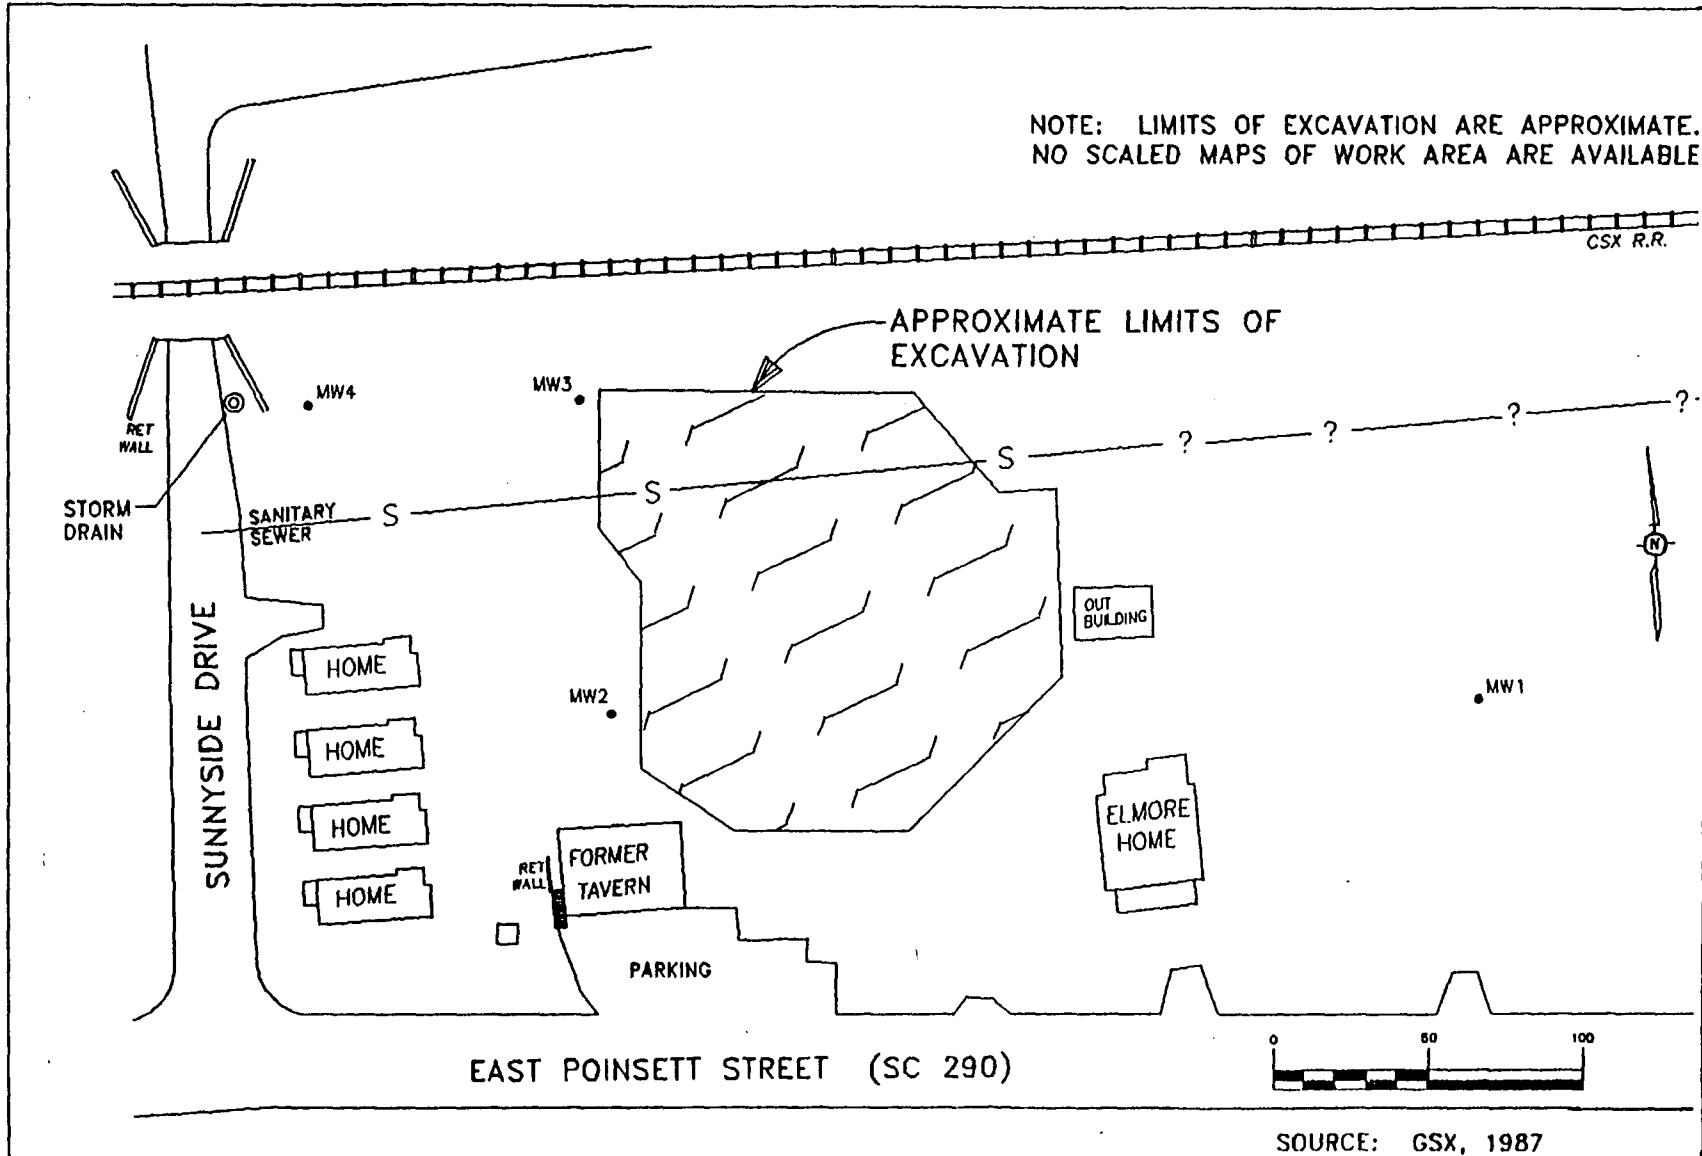 NOTE: LIMITS OF EXCAVATION ARE APPROXIMATE.
NO SCALED MAPS OF WORK AREA ARE AVAILABLE
CSX R.R.
APPROXIMATE LIMITS OF
EXCAVATION
MW4
MW3
RET
WALL
STORM
DRAIN
SANITARY
SEWER
S
S
S
?
?
?
?
N
OUT
BUILDING
SUNNYSIDE DRIVE
HOME
HOME
HOME
HOME
MW2
MW1
ELMORE
HOME
RET
WALL
FORMER
TAVERN
PARKING
EAST POINSETT STREET (SC 290)
0 50 100
SOURCE: GSX, 1987